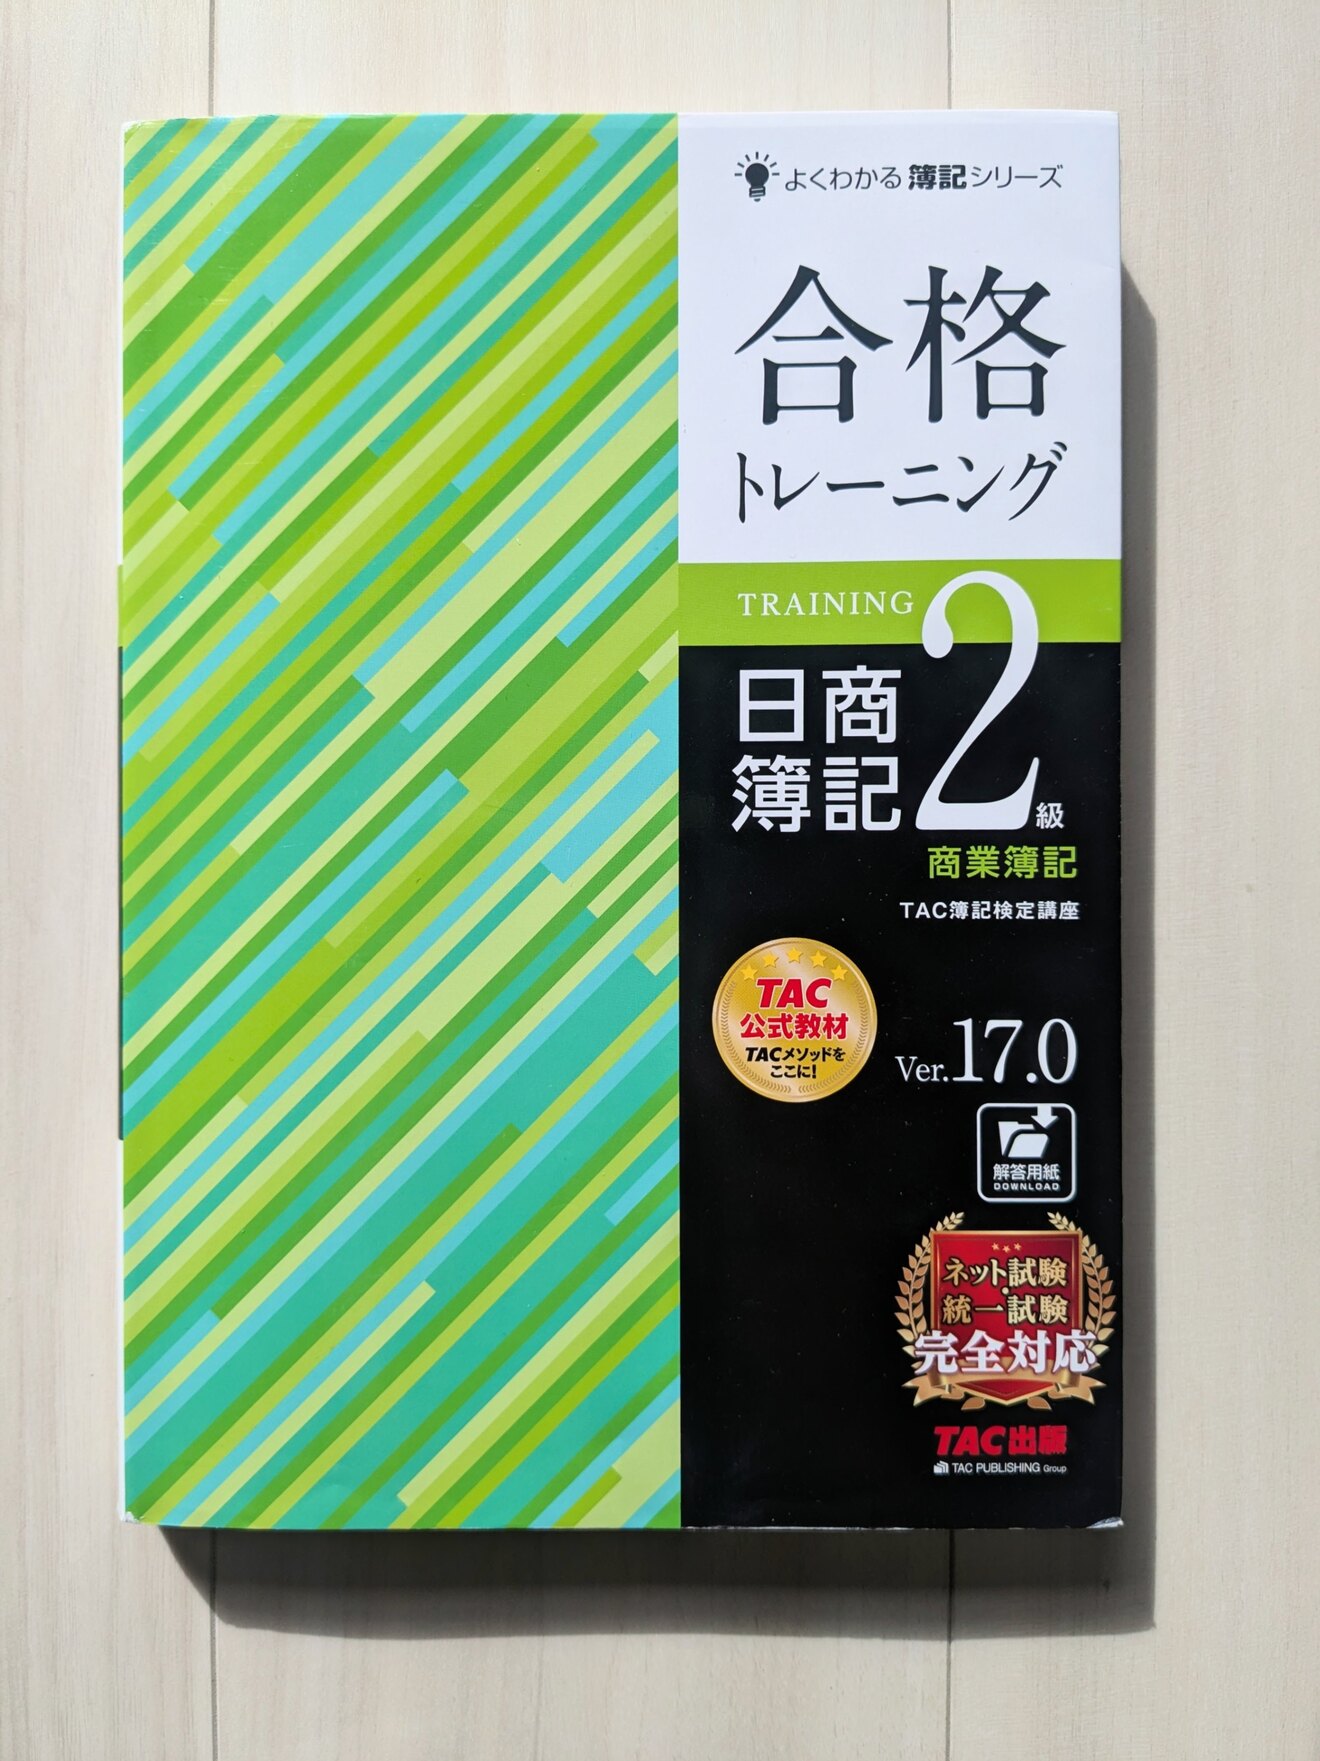 よくわかる簿記シリーズ
合格
トレーニング
TRAINING
日商
簿記
2級
商業簿記
TAC簿記検定講座
TAC
公式教材
TACメソッドを
ここに!
Ver.17.0
解答用紙
DOWNLOAD
ネット試験・
統一試験
完全対応
TAC出版
TAC PUBLISHING Group